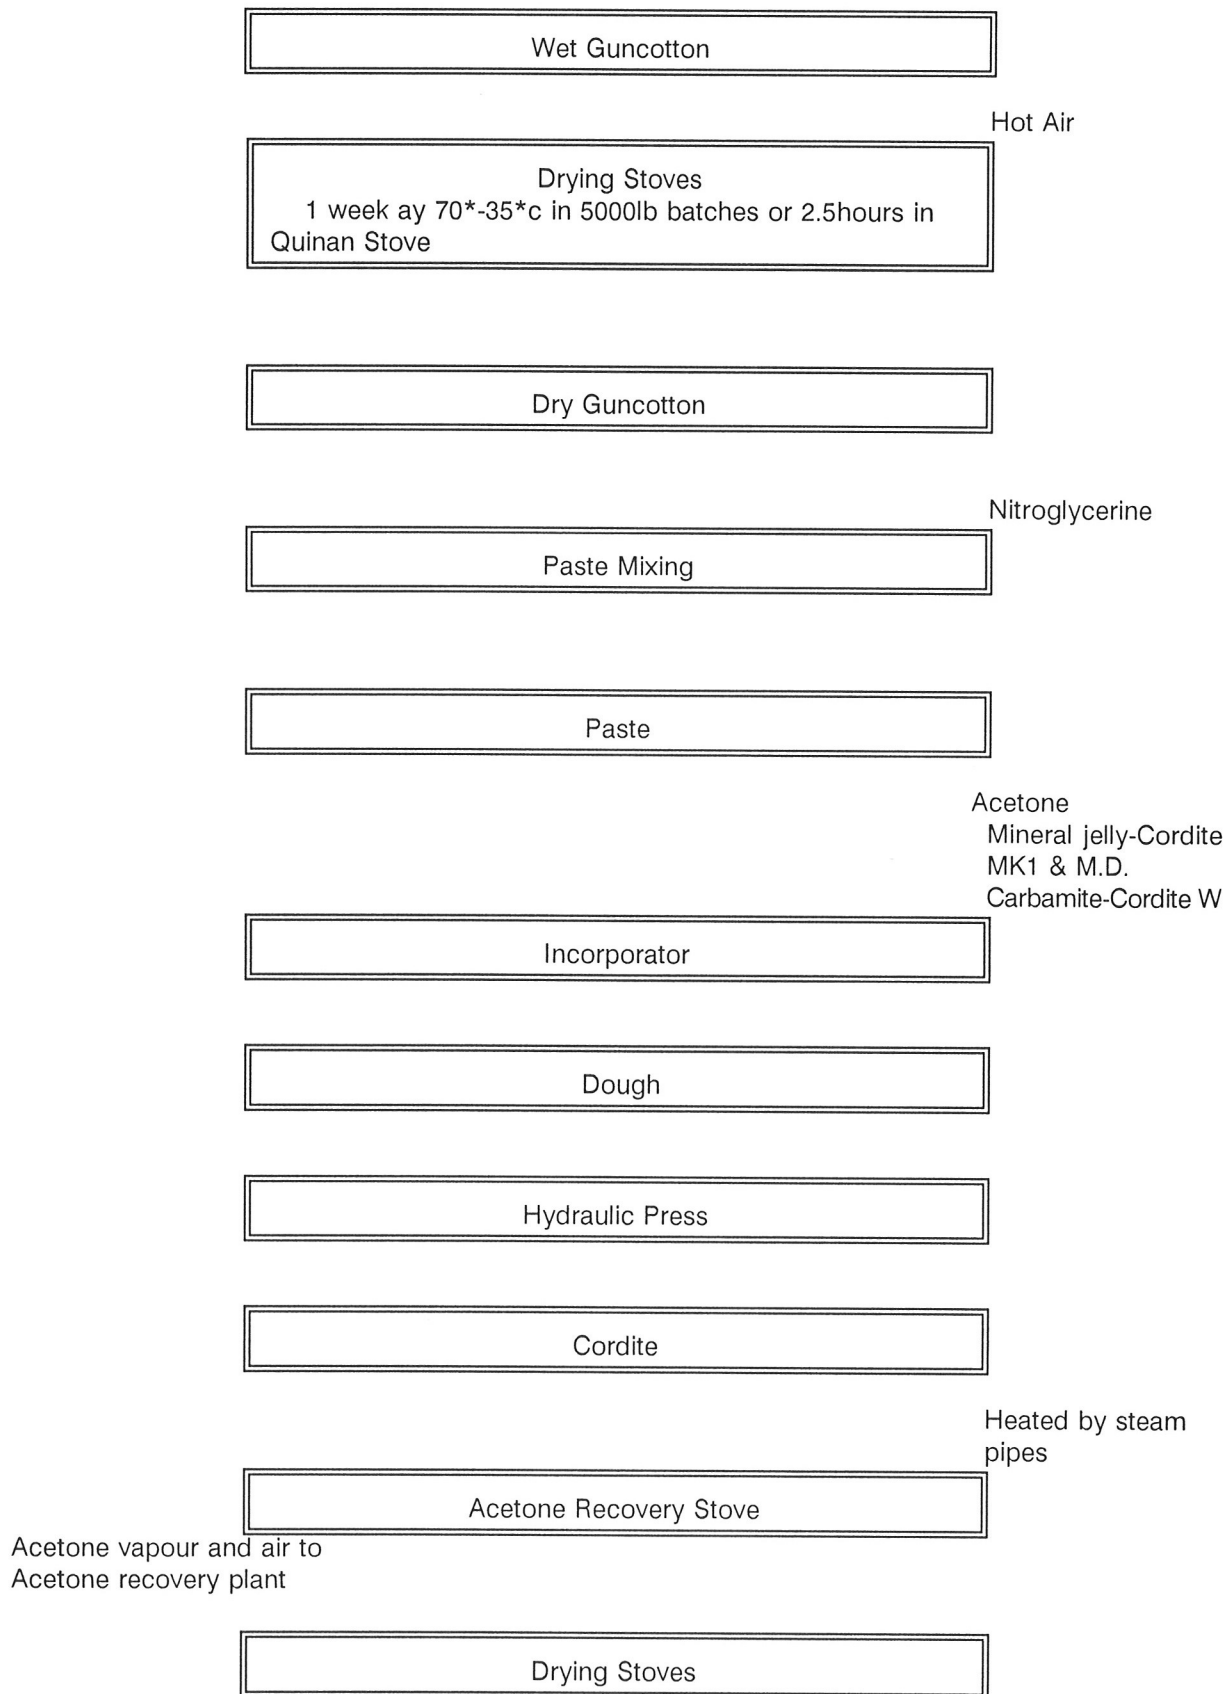 Wet Guncotton
Hot Air
Drying Stoves
1 week ay 70*-35*c in 5000lb batches or 2.5hours in
Quinan Stove
Dry Guncotton
Nitroglycerine
Paste Mixing
Paste
Acetone
Mineral jelly-Cordite
MK1 & M.D.
Carbamite-Cordite W
Incorporator
Dough
Hydraulic Press
Cordite
Heated by steam
pipes
Acetone Recovery Stove
Acetone vapour and air to
Acetone recovery plant
Drying Stoves